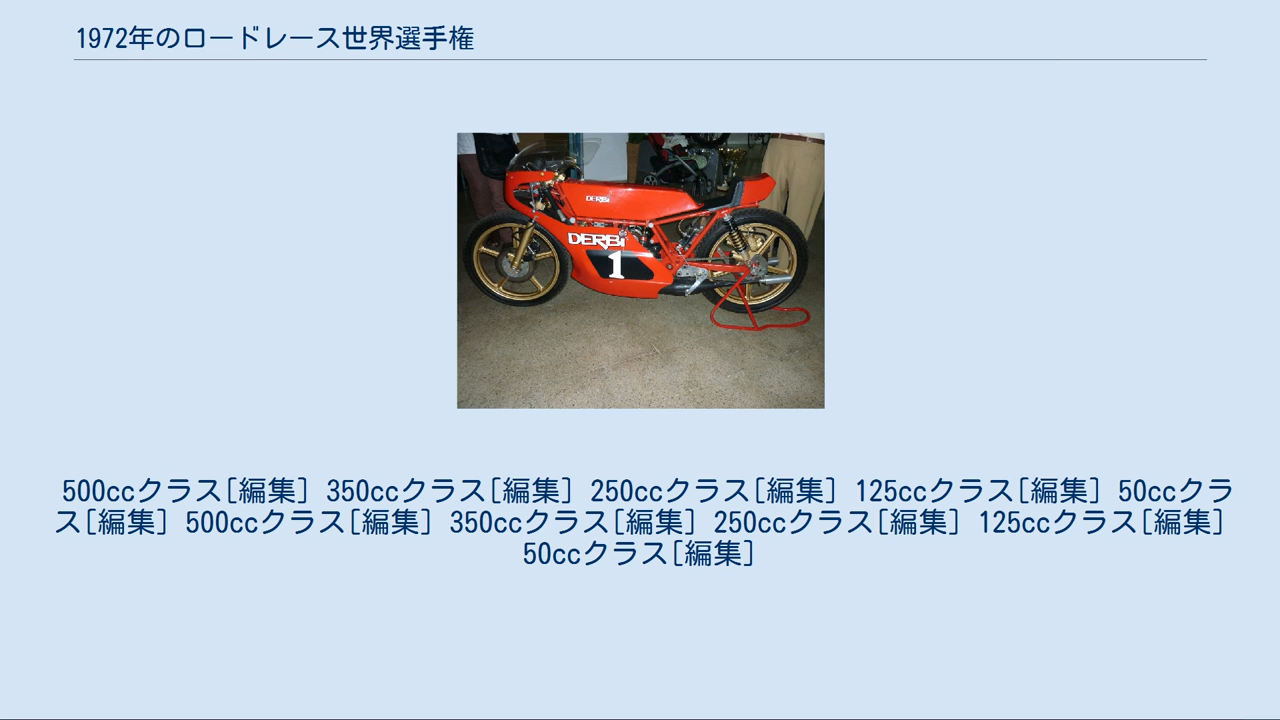 1972年のロードレース世界選手権
DERBi
DERBi
1
500ccクラス[編集] 350ccクラス[編集] 250ccクラス[編集] 125ccクラス[編集] 50ccクラ
ス[編集] 500ccクラス[編集] 350ccクラス[編集] 250ccクラス[編集] 125ccクラス[編集]
50ccクラス[編集]